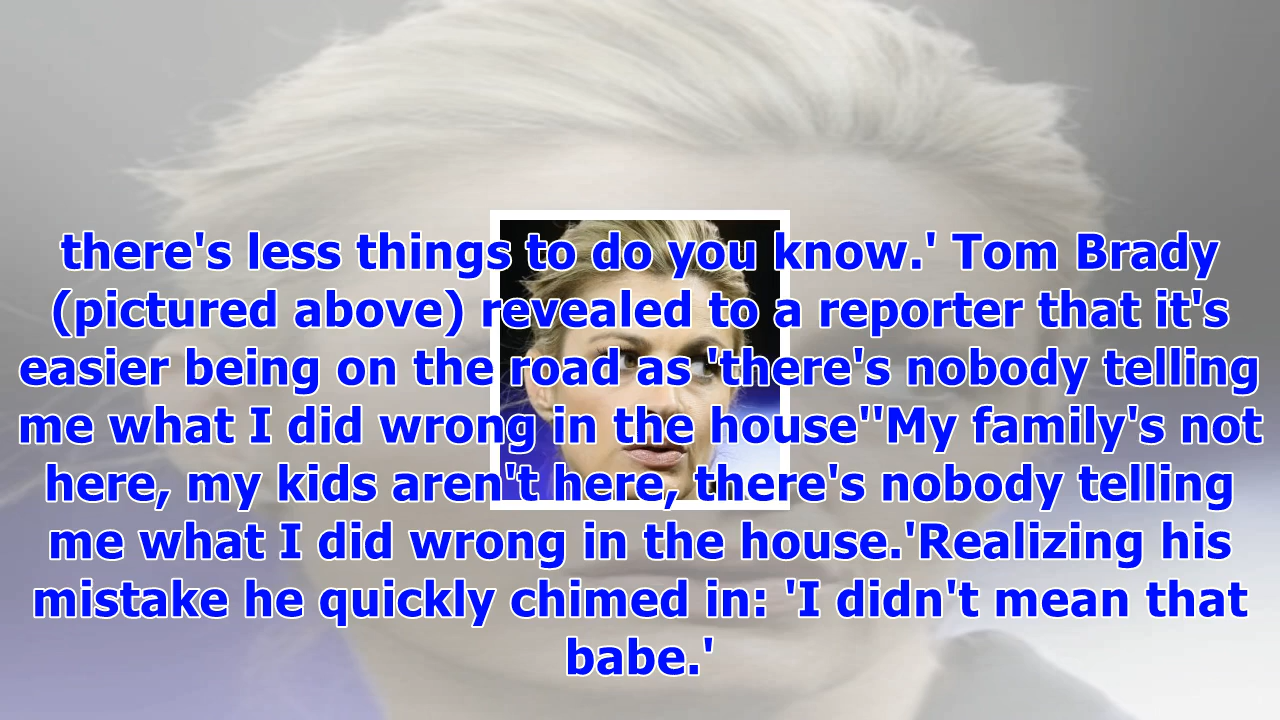 there's less things to do you know.' Tom Brady
(pictured above) revealed to a reporter that it's
easier being on the road as 'there's nobody telling
me what I did wrong in the house''My family's not
here, my kids aren't here, there's nobody telling
me what I did wrong in the house.'Realizing his
mistake he quickly chimed in: 'I didn't mean that
babe.'